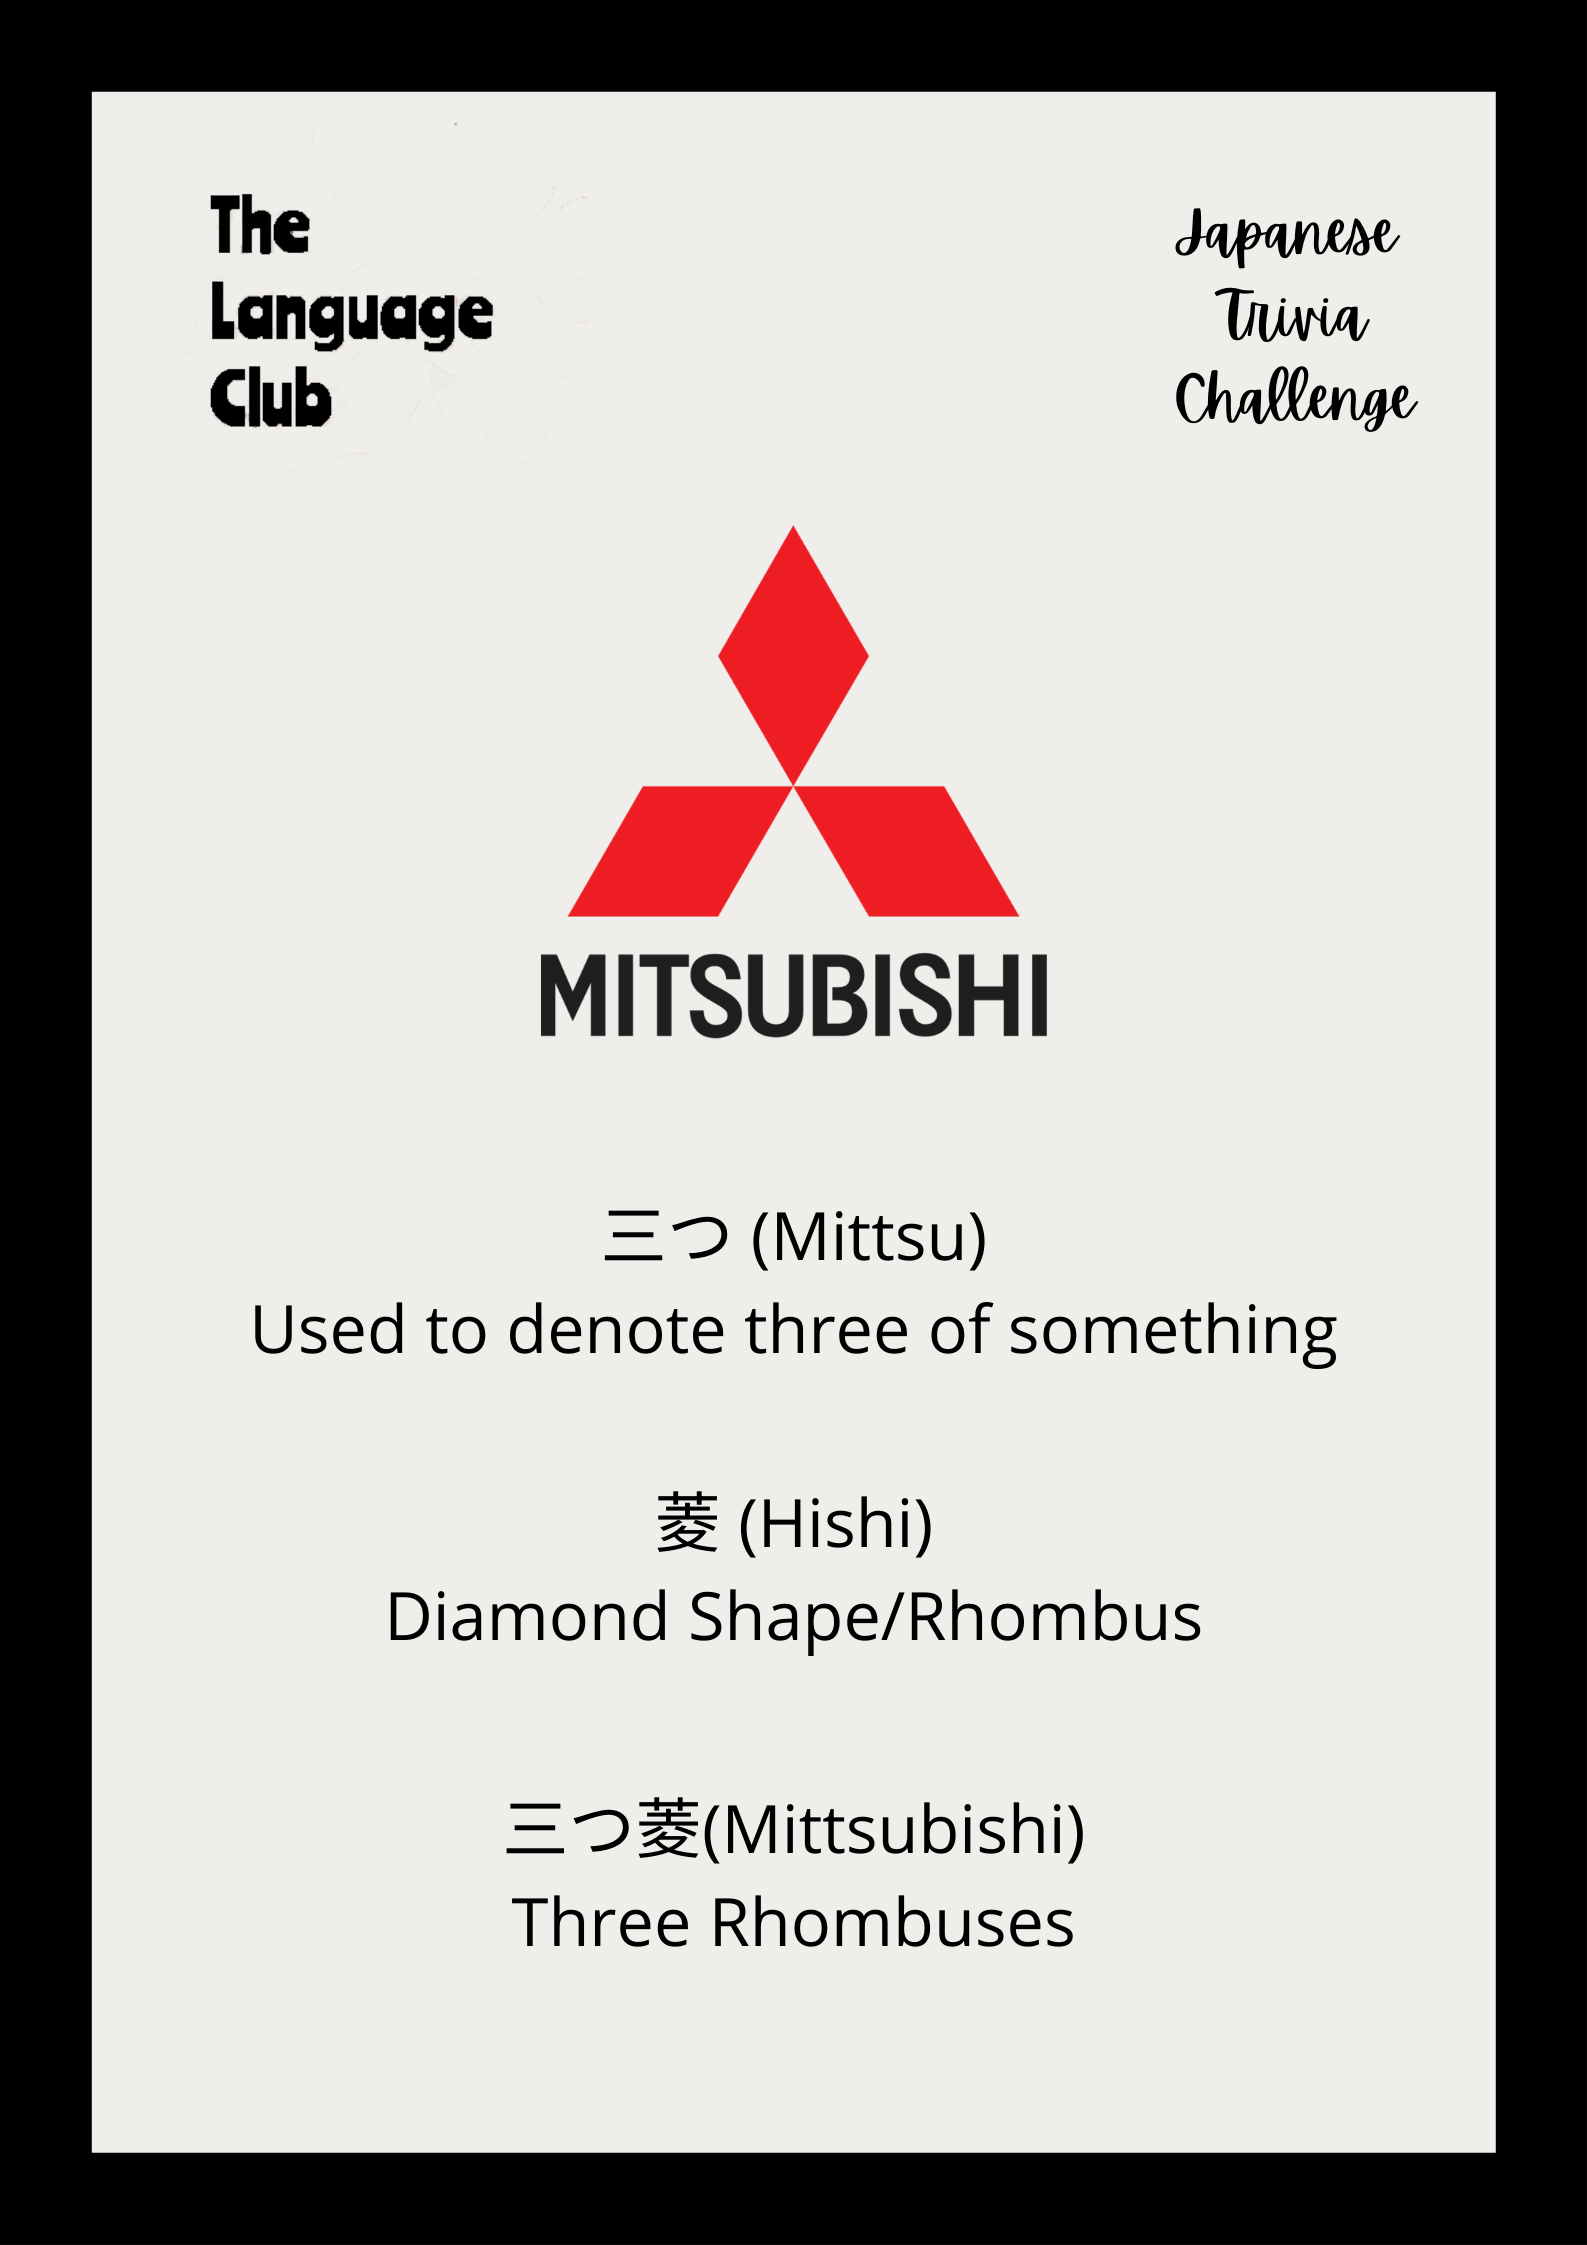 The
Language
Club
Japanese
Trivia
Challenge
MITSUBISHI
三つ (Mittsu)
Used to denote three of something
菱 (Hishi)
Diamond Shape/Rhombus
三つ菱(Mittsubishi)
Three Rhombuses